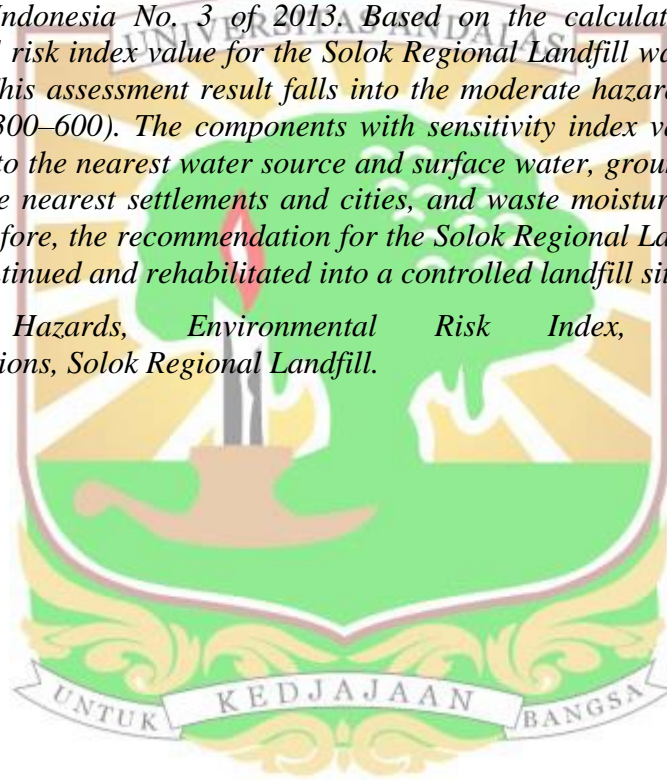 Indonesia No. 3 of 2013. Based on the calculat
UNIVERSITAS ANDALAS
risk index value for the Solok Regional Landfill wa
his assessment result falls into the moderate hazar
300–600). The components with sensitivity index va
to the nearest water source and surface water, grou
e nearest settlements and cities, and waste moistur
fore, the recommendation for the Solok Regional La
tinued and rehabilitated into a controlled landfill sit
Hazards, Environmental Risk Index,
ions, Solok Regional Landfill.
UNTUK KEDJAJAAN BANGSA